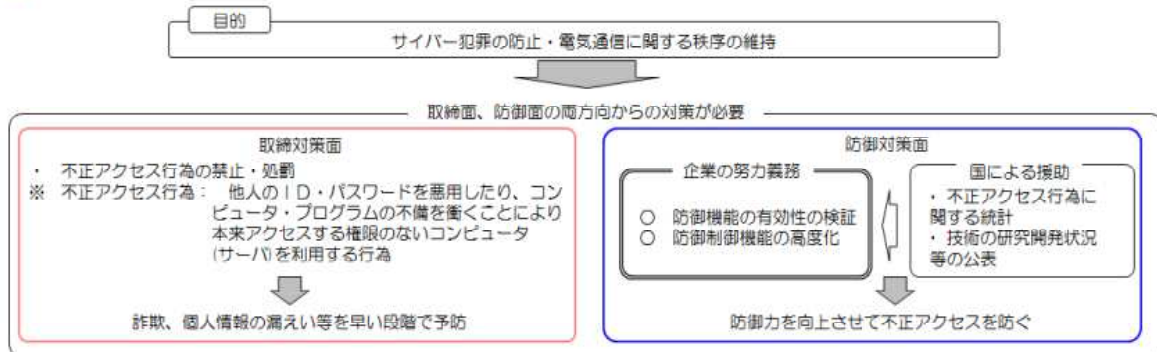 目的
サイバー犯罪の防止・電気通信に関する秩序の維持
取締面、防御面の両方向からの対策が必要
取締対策面
・ 不正アクセス行為の禁止・処罰
※ 不正アクセス行為： 他人のＩＤ・パスワードを悪用したり、コン
ピュータ・プログラムの不備を衝くことにより
本来アクセスする権限のないコンピュータ
(サーバ)を利用する行為
詐欺、個人情報の漏えい等を早い段階で予防
防御対策面
企業の努力義務
○ 防御機能の有効性の検証
○ 防御制御機能の高度化
国による援助
・不正アクセス行為に
関する統計
・技術の研究開発状況
等の公表
防御力を向上させて不正アクセスを防ぐ